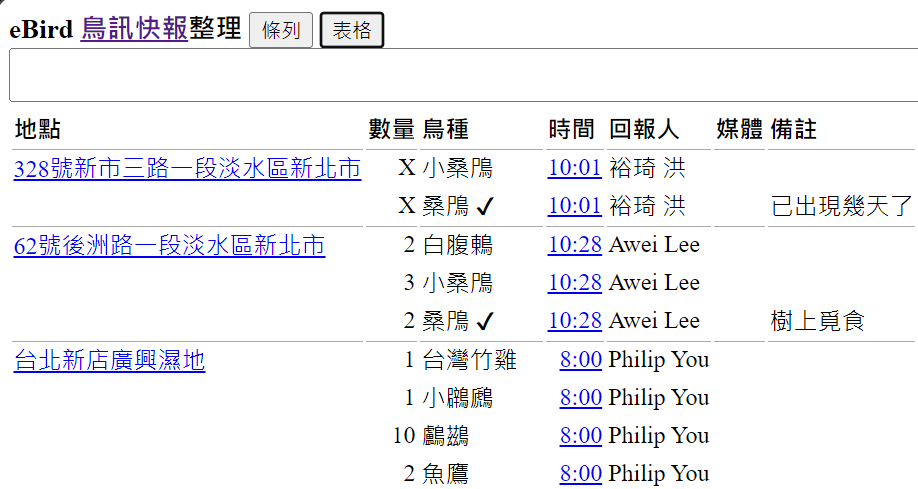 eBird 鳥訊快報整理 條列 表格
地點 數量 鳥種 時間 回報人 媒體 備註
328號新市三路一段淡水區新北市 X 小桑鳲 10:01 裕琦 洪
X 桑鳲 ✓ 10:01 裕琦 洪 已出現幾天了
62號後洲路一段淡水區新北市 2 白腹鶇 10:28 Awei Lee
3 小桑鳲 10:28 Awei Lee
2 桑鳲 ✓ 10:28 Awei Lee 樹上覓食
台北新店廣興濕地 1 台灣竹雞 8:00 Philip You
1 小鸊鷉 8:00 Philip You
10 鸕鷀 8:00 Philip You
2 魚鷹 8:00 Philip You